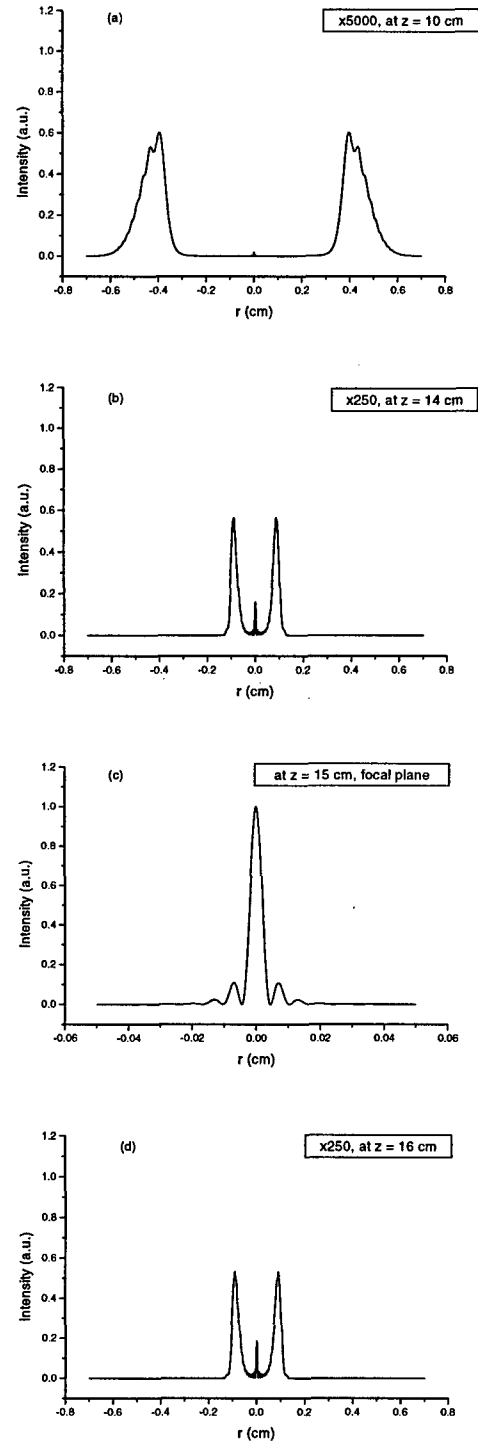 (a)
x5000, at z = 10 cm
1.2
1.0
0.8
0.6
0.4
0.2
0.0
Intensity (a.u.)
-0.8 -0.6 -0.4 -0.2 0.0 0.2 0.4 0.6 0.8
r (cm)
(b)
x250, at z = 14 cm
1.2
1.0
0.8
0.6
0.4
0.2
0.0
Intensity (a.u.)
-0.8 -0.6 -0.4 -0.2 0.0 0.2 0.4 0.6 0.8
r (cm)
(c)
at z = 15 cm, focal plane
1.2
1.0
0.8
0.6
0.4
0.2
0.0
Intensity (a.u.)
-0.06 -0.04 -0.02 0.00 0.02 0.04 0.06
r (cm)
(d)
x250, at z = 16 cm
1.2
1.0
0.8
0.6
0.4
0.2
0.0
Intensity (a.u.)
-0.8 -0.6 -0.4 -0.2 0.0 0.2 0.4 0.6 0.8
r (cm)